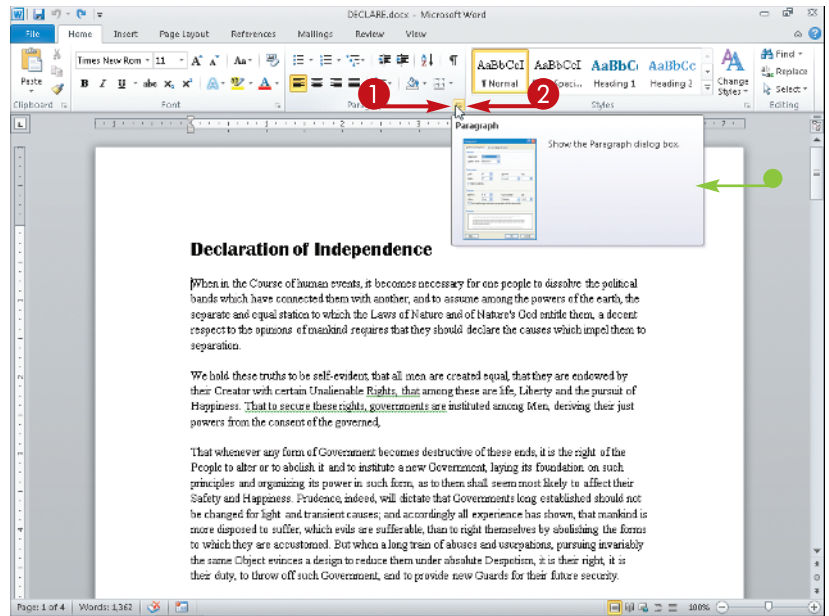 DECLARE.docx - Microsoft Word
File Home Insert Page Layout References Mailings Review View
Times New Rom 11 A A Aa
Paste
B I U abc x₂ x² A A
AaBbCcI AaBbCcI AaBbC AaBbCc
¶ Normal Heading 1 Heading 2
Change Styles
Find
Replace
Select
Clipboard Font Styles Editing
1 2
Paragraph
Show the Paragraph dialog box.
Declaration of Independence
When in the Course of human events, it becomes necessary for one people to dissolve the political
bands which have connected them with another, and to assume among the powers of the earth, the
separate and equal station to which the Laws of Nature and of Nature's God entitle them, a decent
respect to the opinions of mankind requires that they should declare the causes which impel them to
separation.
We hold these truths to be self-evident, that all men are created equal, that they are endowed by
their Creator with certain Unalienable Rights, that among these are life, Liberty and the pursuit of
Happiness. That to secure these rights, governments are instituted among Men, deriving their just
powers from the consent of the governed,
That whenever any form of Government becomes destructive of these ends, it is the right of the
People to alter or to abolish it and to institute a new Government, laying its foundation on such
principles and organizing its power in such form, as to them shall seem most likely to affect their
Safety and Happiness. Prudence, indeed, will dictate that Governments long established should not
be changed for light and transient causes; and accordingly all experience has shown, that mankind is
more disposed to suffer, which evils are sufferable, than to right themselves by abolishing the forms
to which they are accustomed. But when a long train of abuses and usurpations, pursuing invariably
the same Object evinces a design to reduce them under absolute Despotism, it is their right, it is
their duty, to throw off such Government, and to provide new Guards for their future security.
Page: 1 of 4 Words: 1,362 100%